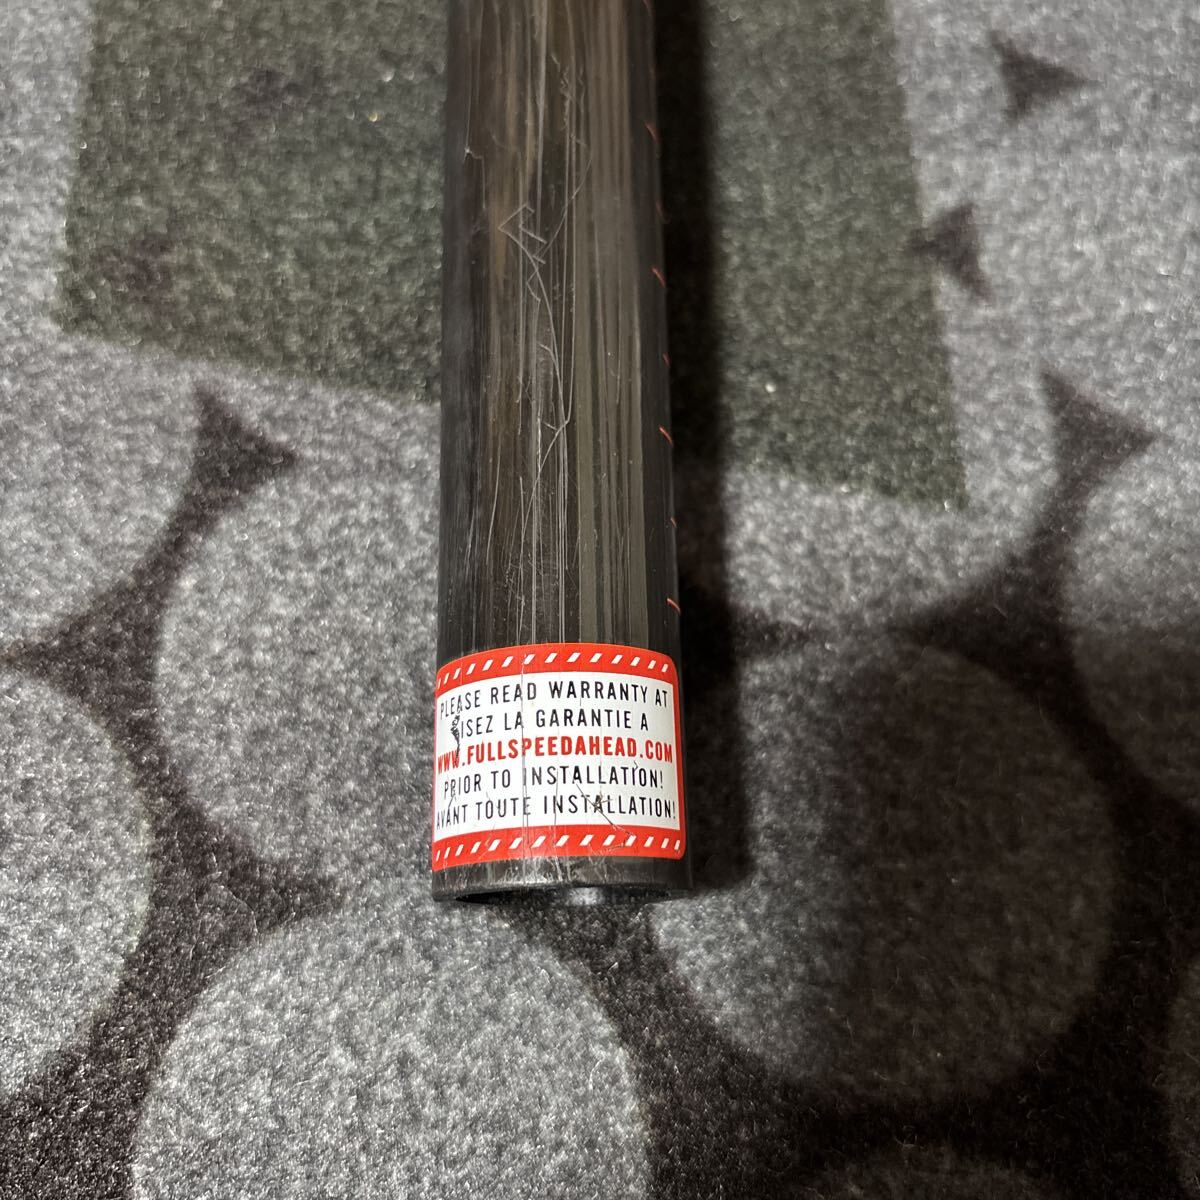 PLEASE READ WARRANTY AT
ISEZ LA GARANTIE A
WWW.FULLSPEEDAHEAD.COM
PRIOR TO INSTALLATION!
AVANT TOUTE INSTALLATION!